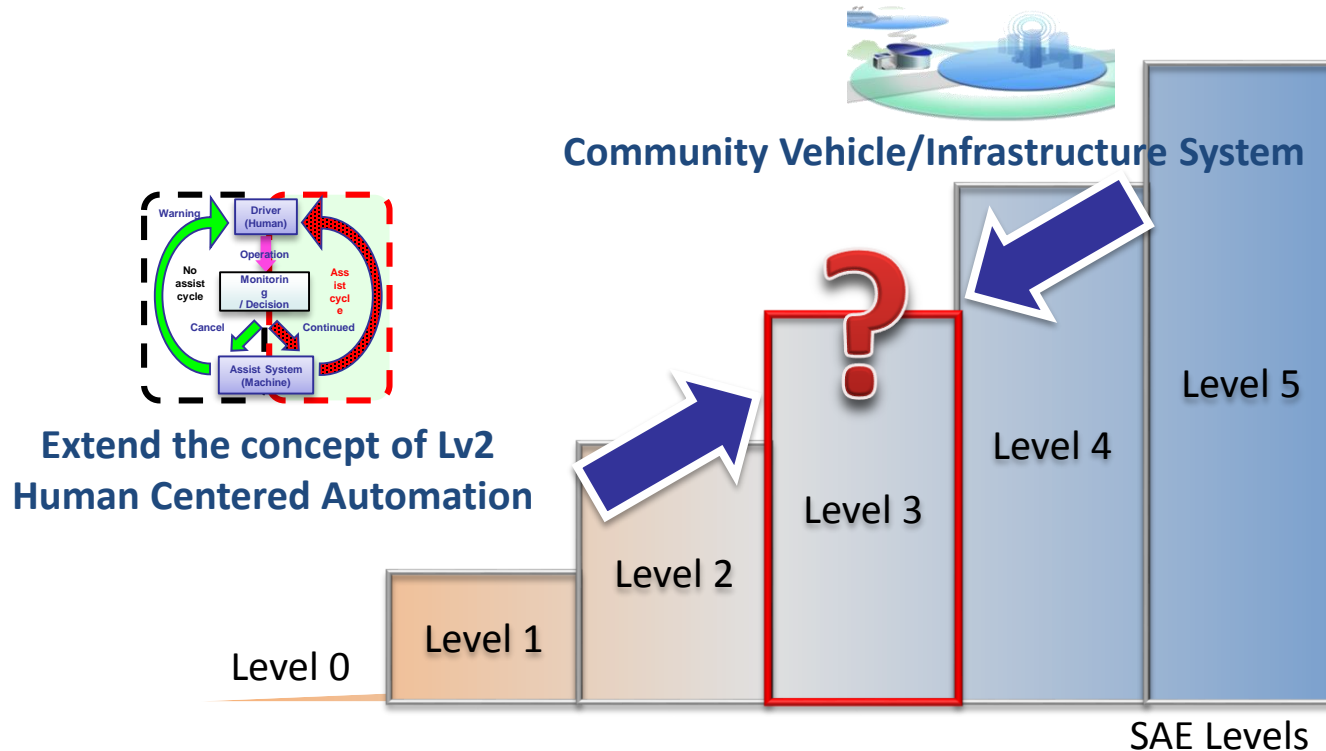 Community Vehicle/Infrastructure System
Warning
Driver
(Human)
Operation
No
assist
cycle
Monitorin
g
/ Decision
Ass
ist
cycl
e
Cancel
Continued
Assist System
(Machine)
Extend the concept of Lv2
Human Centered Automation
?
Level 0
Level 1
Level 2
Level 3
Level 4
Level 5
SAE Levels